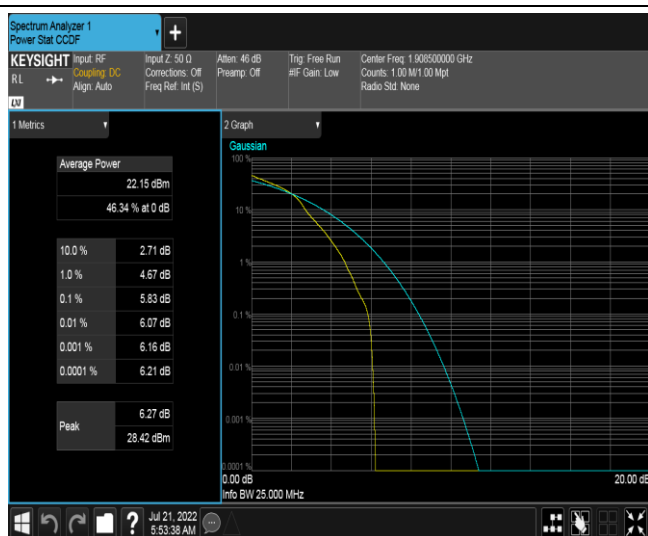 Spectrum Analyzer 1
Power Stat CCDF
+
KEYSIGHT
RL
LXI
Input: RF
Coupling: DC
Align: Auto
Input Z: 50 Ω
Corrections: Off
Freq Ref: Int (S)
Atten: 46 dB
Preamp: Off
Trig: Free Run
#IF Gain: Low
Center Freq: 1.908500000 GHz
Counts: 1.00 M/1.00 Mpt
Radio Std: None
1 Metrics
Average Power
22.15 dBm
46.34 % at 0 dB
10.0 % 2.71 dB
1.0 % 4.67 dB
0.1 % 5.83 dB
0.01 % 6.07 dB
0.001 % 6.16 dB
0.0001 % 6.21 dB
Peak
6.27 dB
28.42 dBm
2 Graph
Gaussian
100 %
10 %
1 %
0.1 %
0.01 %
0.001 %
0.0001 %
0.00 dB 20.00 dB
Info BW 25.000 MHz
?
Jul 21, 2022
5:53:38 AM